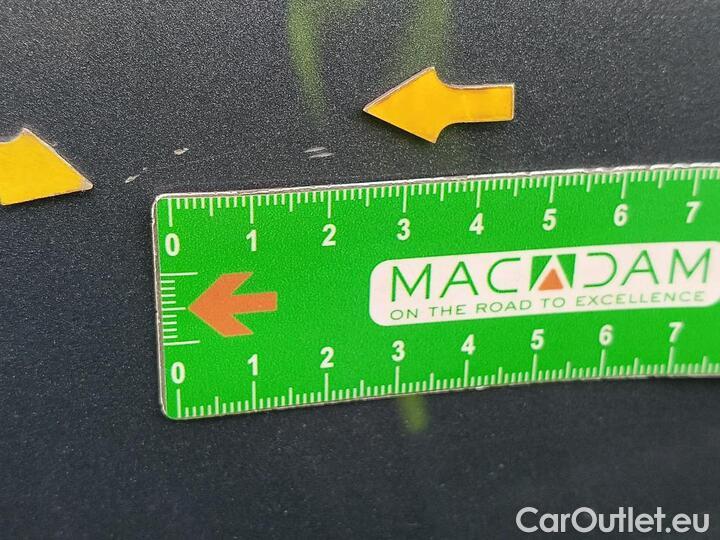 0 1 2 3 4 5 6 7
MACADAM
ON THE ROAD TO EXCELLENCE
0 1 2 3 4 5 6 7
CarOutlet.eu